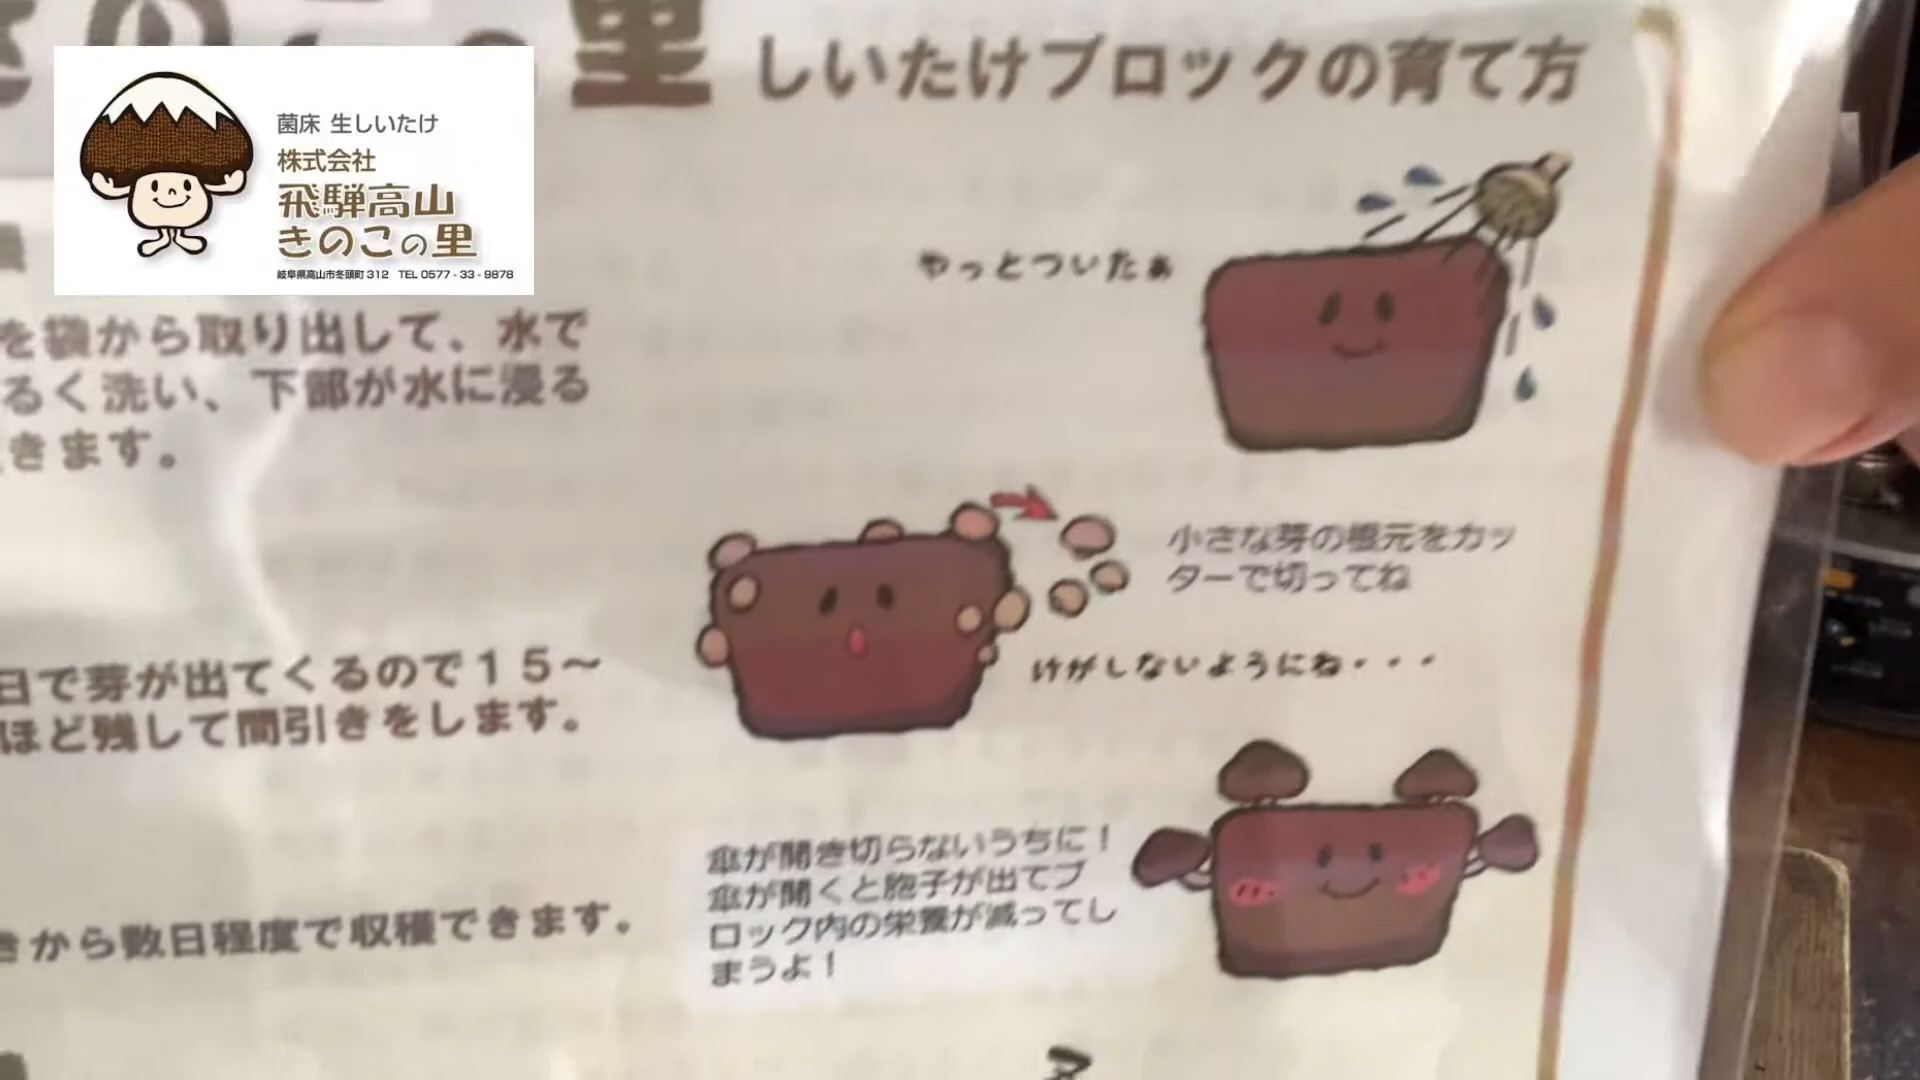 の里 しいたけブロックの育て方
菌床 生しいたけ
株式会社
飛騨高山
きのこの里
岐阜県高山市冬頭町312 TEL 0577-33-9878
やっとついたぁ
を袋から取り出して、水で
るく洗い、下部が水に浸る
きます。
小さな芽の根元をカッ
ターで切ってね
けがしないようにね・・・
日で芽が出てくるので15～
ほど残して間引きをします。
傘が開き切らないうちに！
傘が開くと胞子が出てブ
ロック内の栄養が減ってし
まうよ！
きから数日程度で収穫できます。